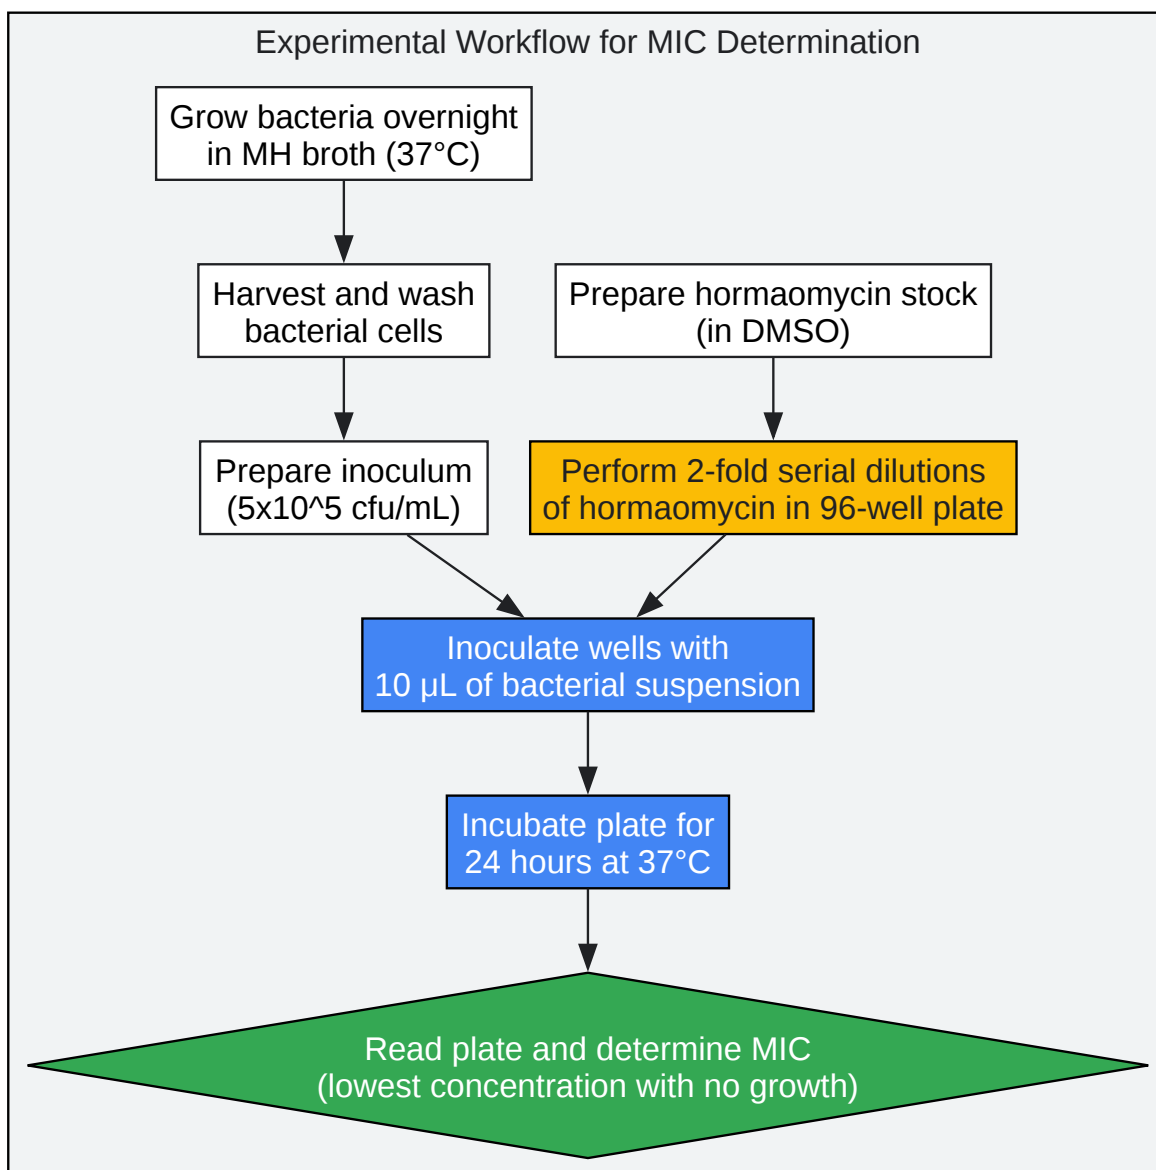 Experimental Workflow for MIC Determination
Grow bacteria overnight
in MH broth (37°C)
Harvest and wash
bacterial cells
Prepare hormaomycin stock
(in DMSO)
Prepare inoculum
(5x10^5 cfu/mL)
Perform 2-fold serial dilutions
of hormaomycin in 96-well plate
Inoculate wells with
10 µL of bacterial suspension
Incubate plate for
24 hours at 37°C
Read plate and determine MIC
(lowest concentration with no growth)